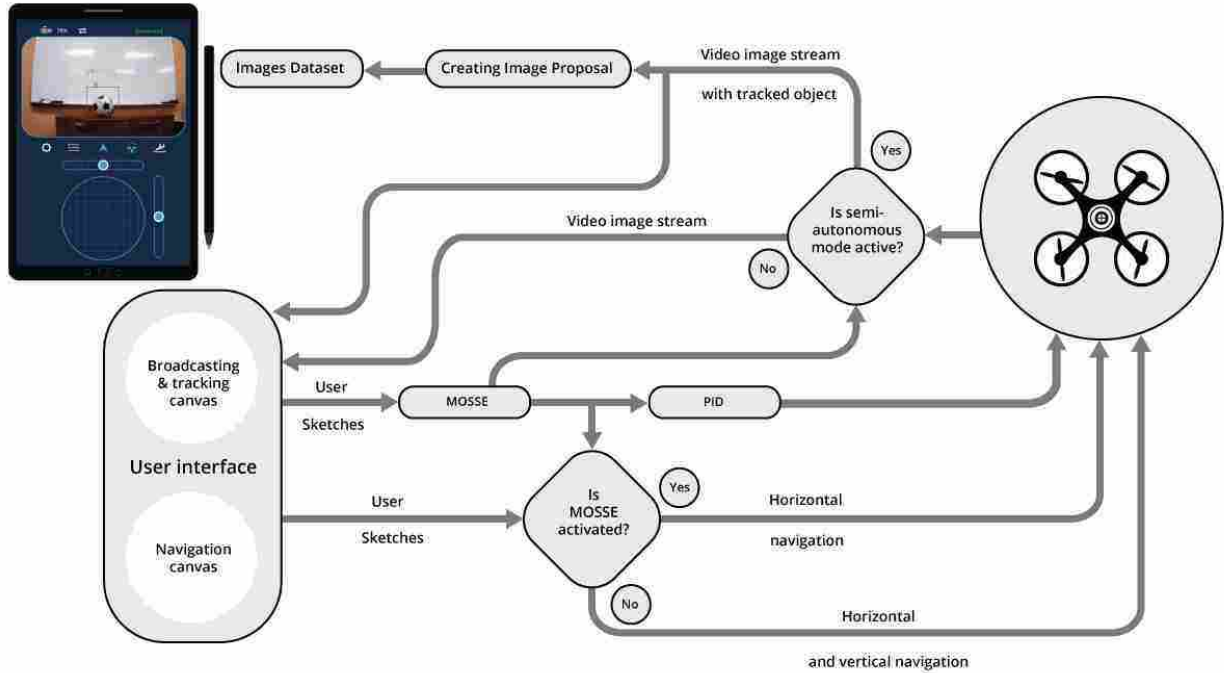 Images Dataset
Creating Image Proposal
Video image stream
with tracked object
Yes
Is semi-
autonomous
mode active?
No
Video image stream
Broadcasting
& tracking
canvas
User
Sketches
MOSSE
PID
User interface
User
Sketches
Is
MOSSE
activated?
Yes
Horizontal
navigation
Navigation
canvas
No
Horizontal
and vertical navigation